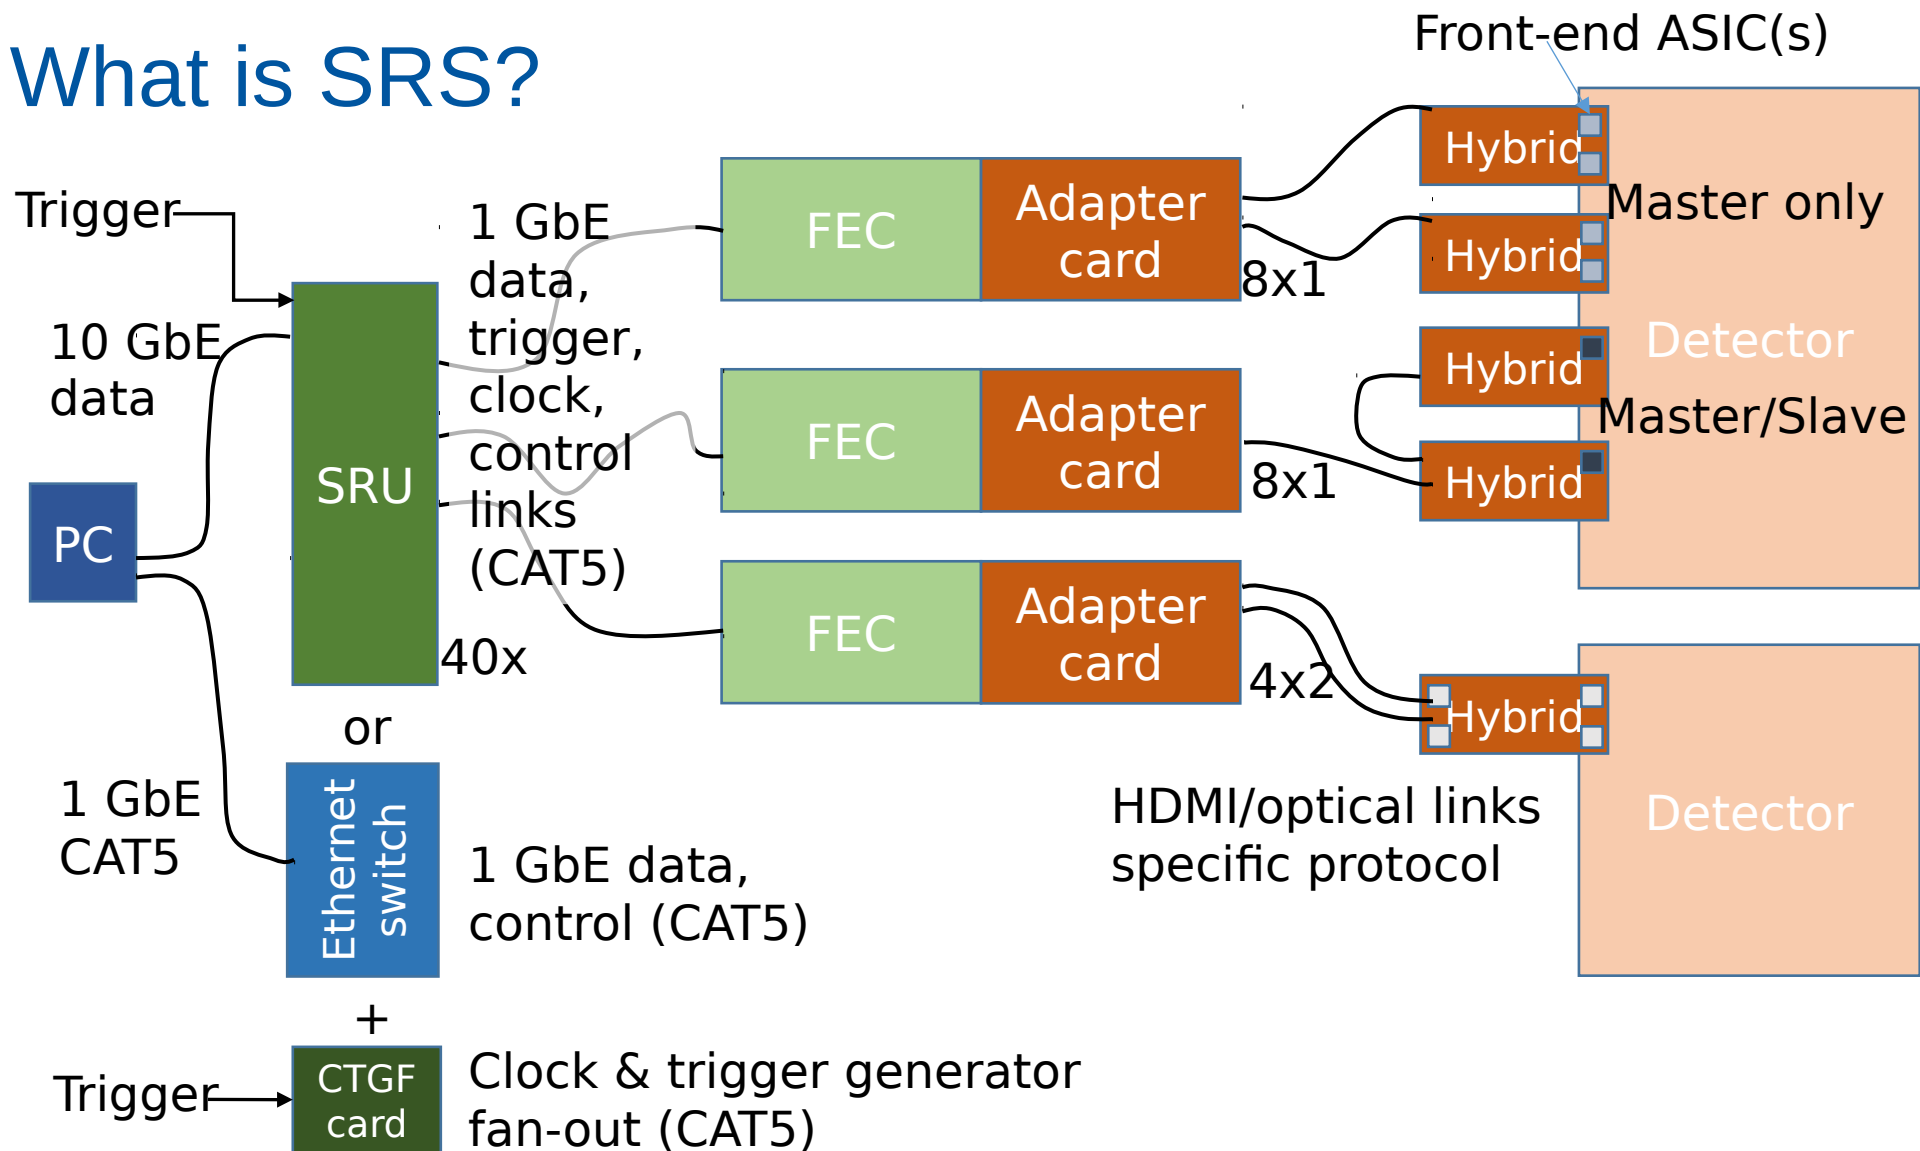 What is SRS?
Front-end ASIC(s)
Trigger
10 GbE
data
PC
SRU
1 GbE
data,
trigger,
clock,
control
links
(CAT5)
40x
or
1 GbE
CAT5
Ethernet
switch
1 GbE data,
control (CAT5)
+
Trigger
CTGF
card
Clock & trigger generator
fan-out (CAT5)
FEC
Adapter
card
8x1
FEC
Adapter
card
8x1
FEC
Adapter
card
4x2
Hybrid
Hybrid
Master only
Detector
Hybrid
Master/Slave
Hybrid
Hybrid
Detector
HDMI/optical links
specific protocol